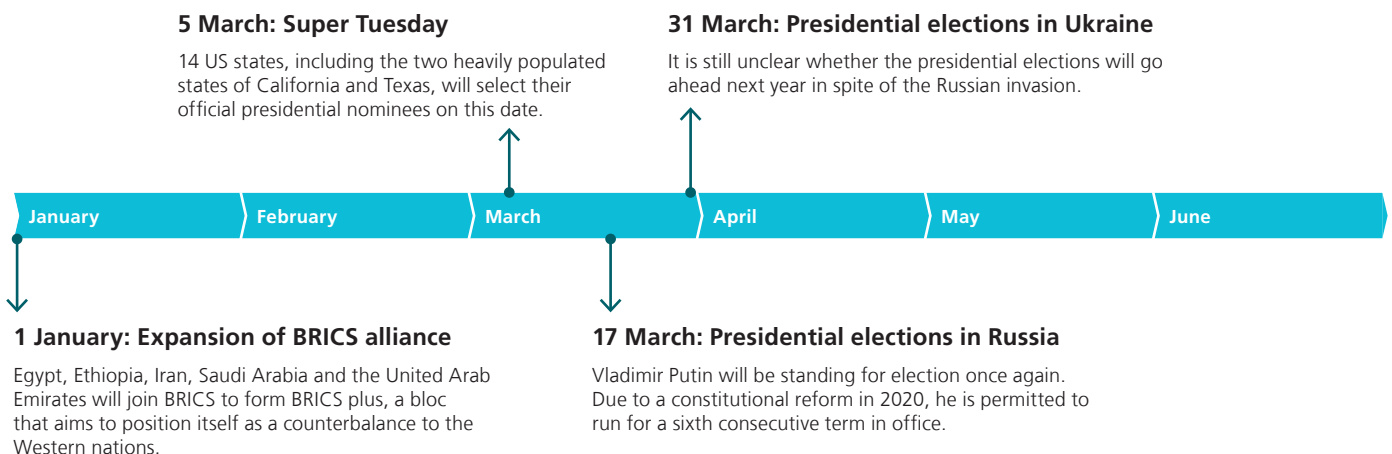 5 March: Super Tuesday
14 US states, including the two heavily populated
states of California and Texas, will select their
official presidential nominees on this date.
31 March: Presidential elections in Ukraine
It is still unclear whether the presidential elections will go
ahead next year in spite of the Russian invasion.
January
February
March
April
May
June
1 January: Expansion of BRICS alliance
Egypt, Ethiopia, Iran, Saudi Arabia and the United Arab
Emirates will join BRICS to form BRICS plus, a bloc
that aims to position itself as a counterbalance to the
Western nations.
17 March: Presidential elections in Russia
Vladimir Putin will be standing for election once again.
Due to a constitutional reform in 2020, he is permitted to
run for a sixth consecutive term in office.